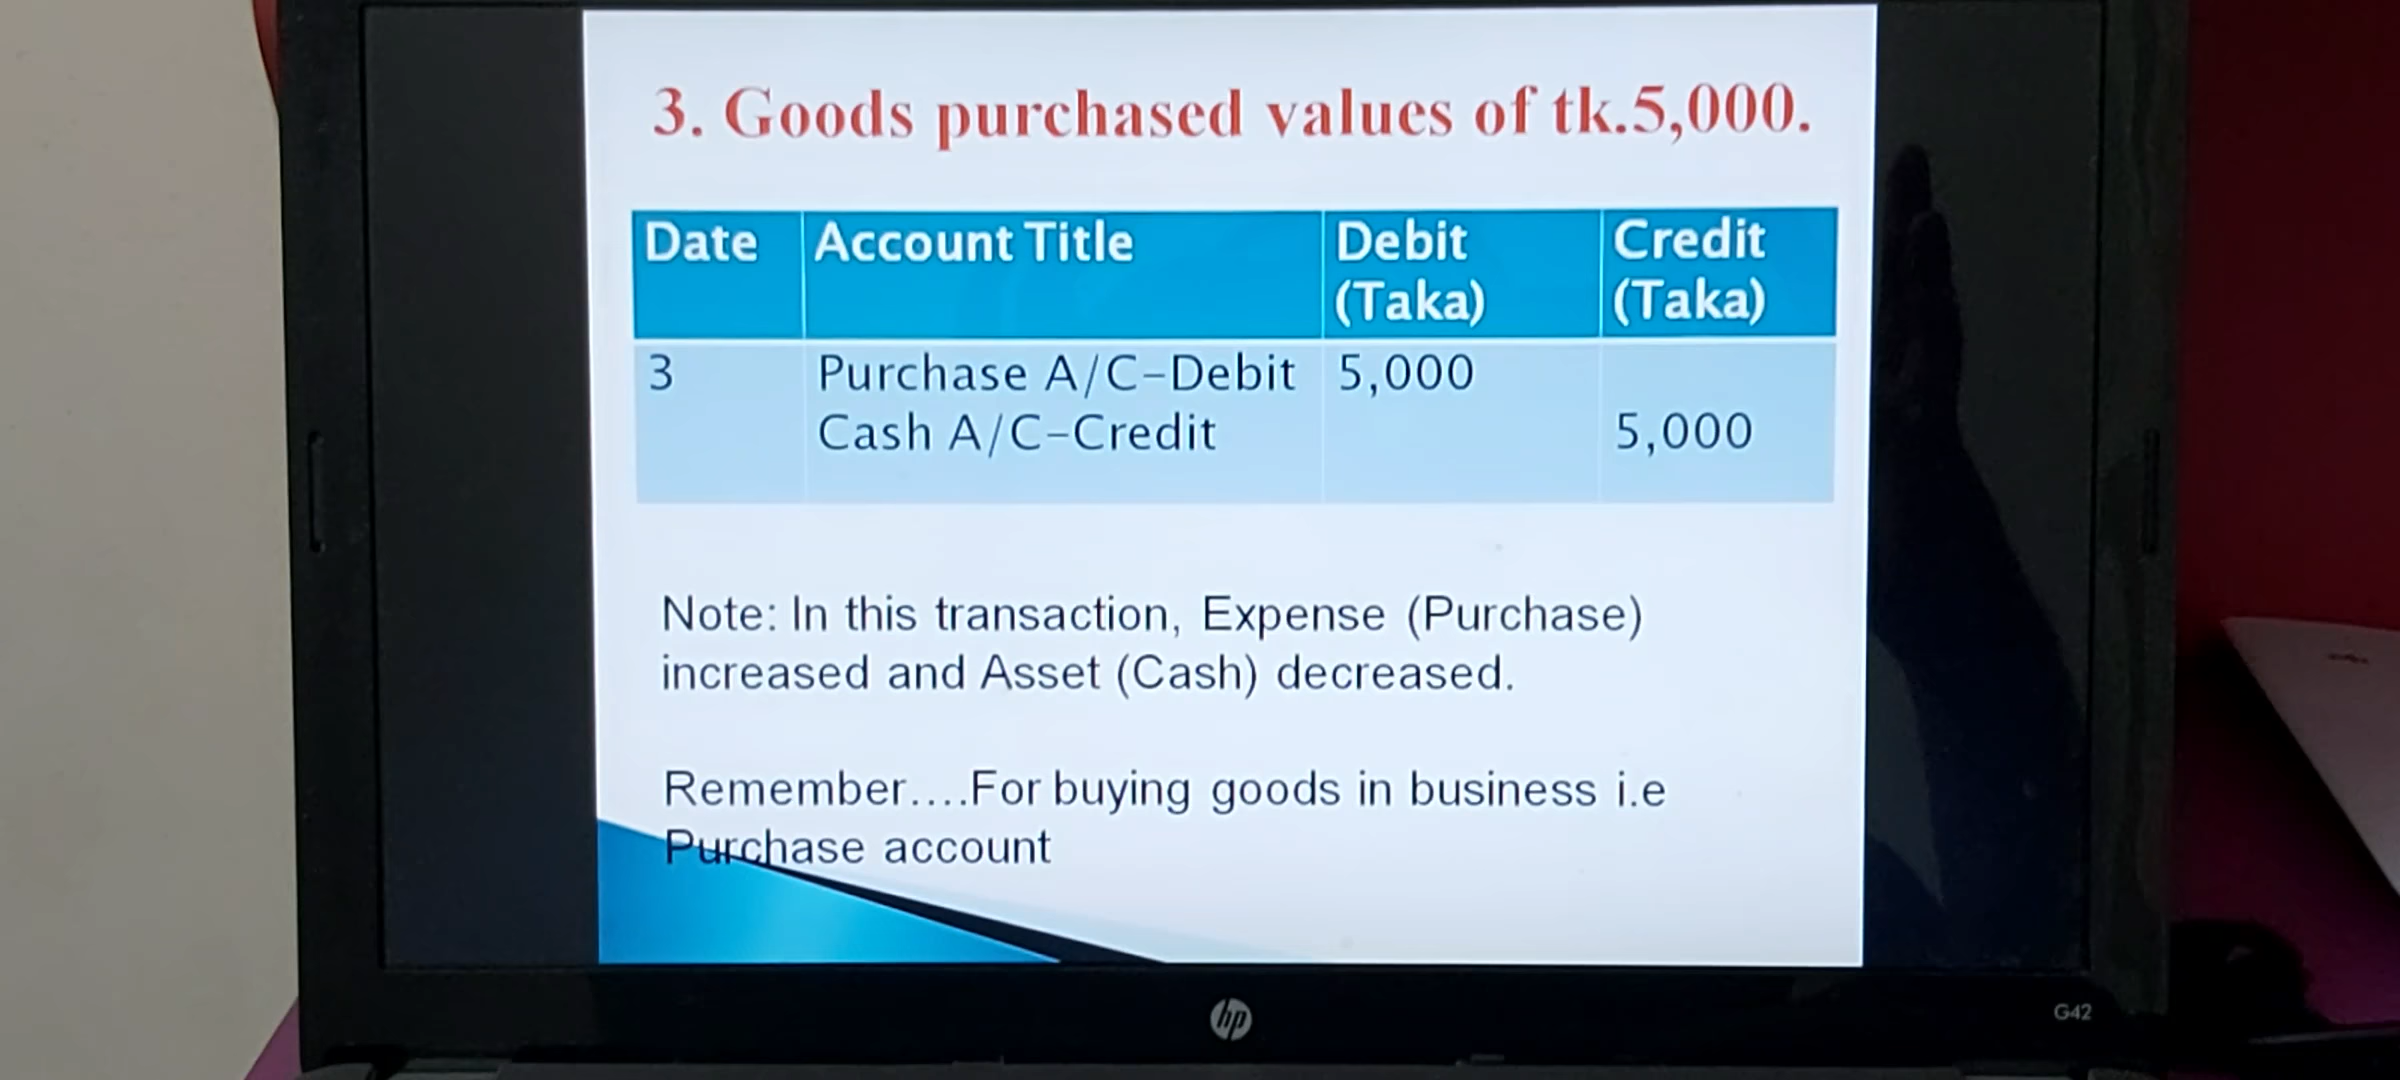 3. Goods purchased values of tk.5,000.
Date Account Title Debit (Taka) Credit (Taka)
3 Purchase A/C-Debit 5,000
Cash A/C-Credit 5,000
Note: In this transaction, Expense (Purchase)
increased and Asset (Cash) decreased.
Remember....For buying goods in business i.e
Purchase account
hp
G42